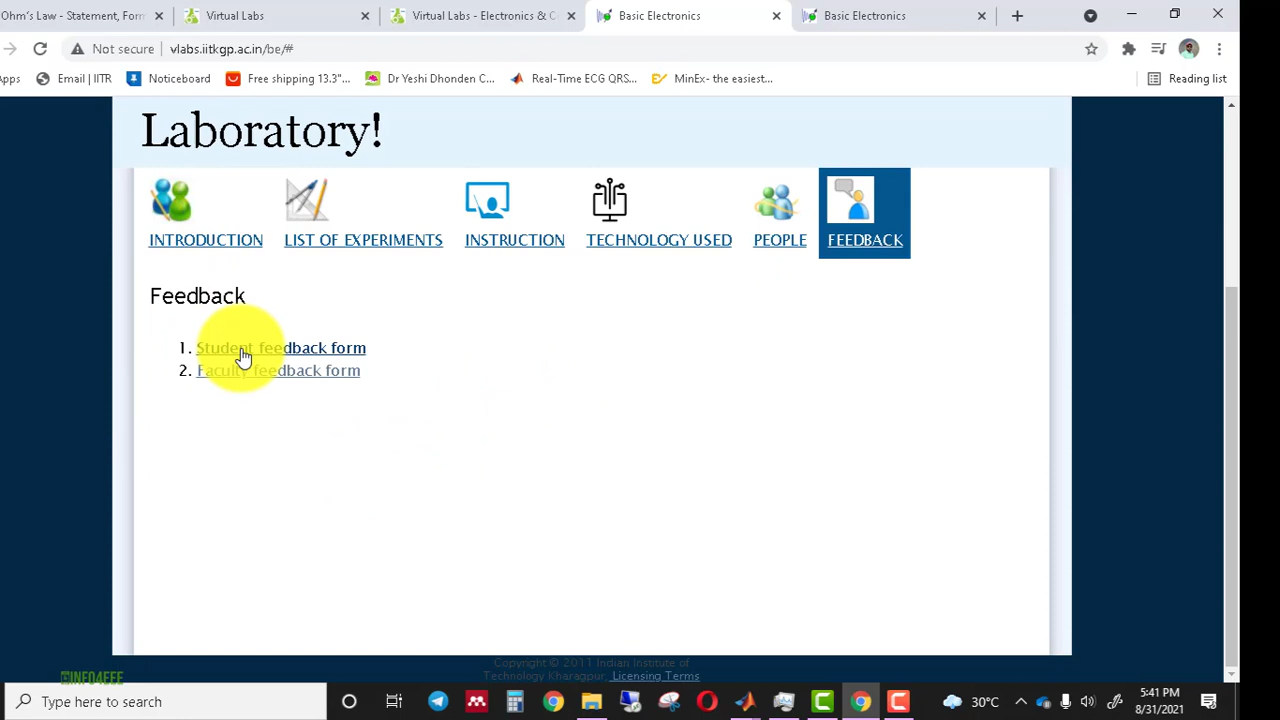 Ohm's Law - Statement, Formul
Virtual Labs
Virtual Labs - Electronics & C
Basic Electronics
Basic Electronics
Not secure
vlabs.iitkgp.ac.in/be/#
Apps
Email | IITR
Noticeboard
Free shipping 13.3"...
Dr Yeshi Dhonden C...
Real-Time ECG QRS...
MinEx- the easiest...
Reading list
Laboratory!
INTRODUCTION
LIST OF EXPERIMENTS
INSTRUCTION
TECHNOLOGY USED
PEOPLE
FEEDBACK
Feedback
1. Student feedback form
2. Faculty feedback form
Copyright © 2011 Indian Institute of
Technology Kharagpur, Licensing Terms
INFO4EEE
Type here to search
30°C
5:41 PM
8/31/2021